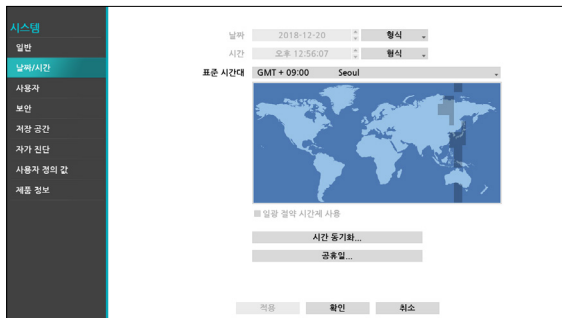 시스템
일반
날짜/시간
사용자
보안
저장 공간
자가 진단
사용자 정의 값
제품 정보
날짜 2018-12-20 형식
시간 오후 12:56:07 형식
표준 시간대 GMT + 09:00 Seoul
일광 절약 시간제 사용
시간 동기화...
공휴일...
적용 확인 취소